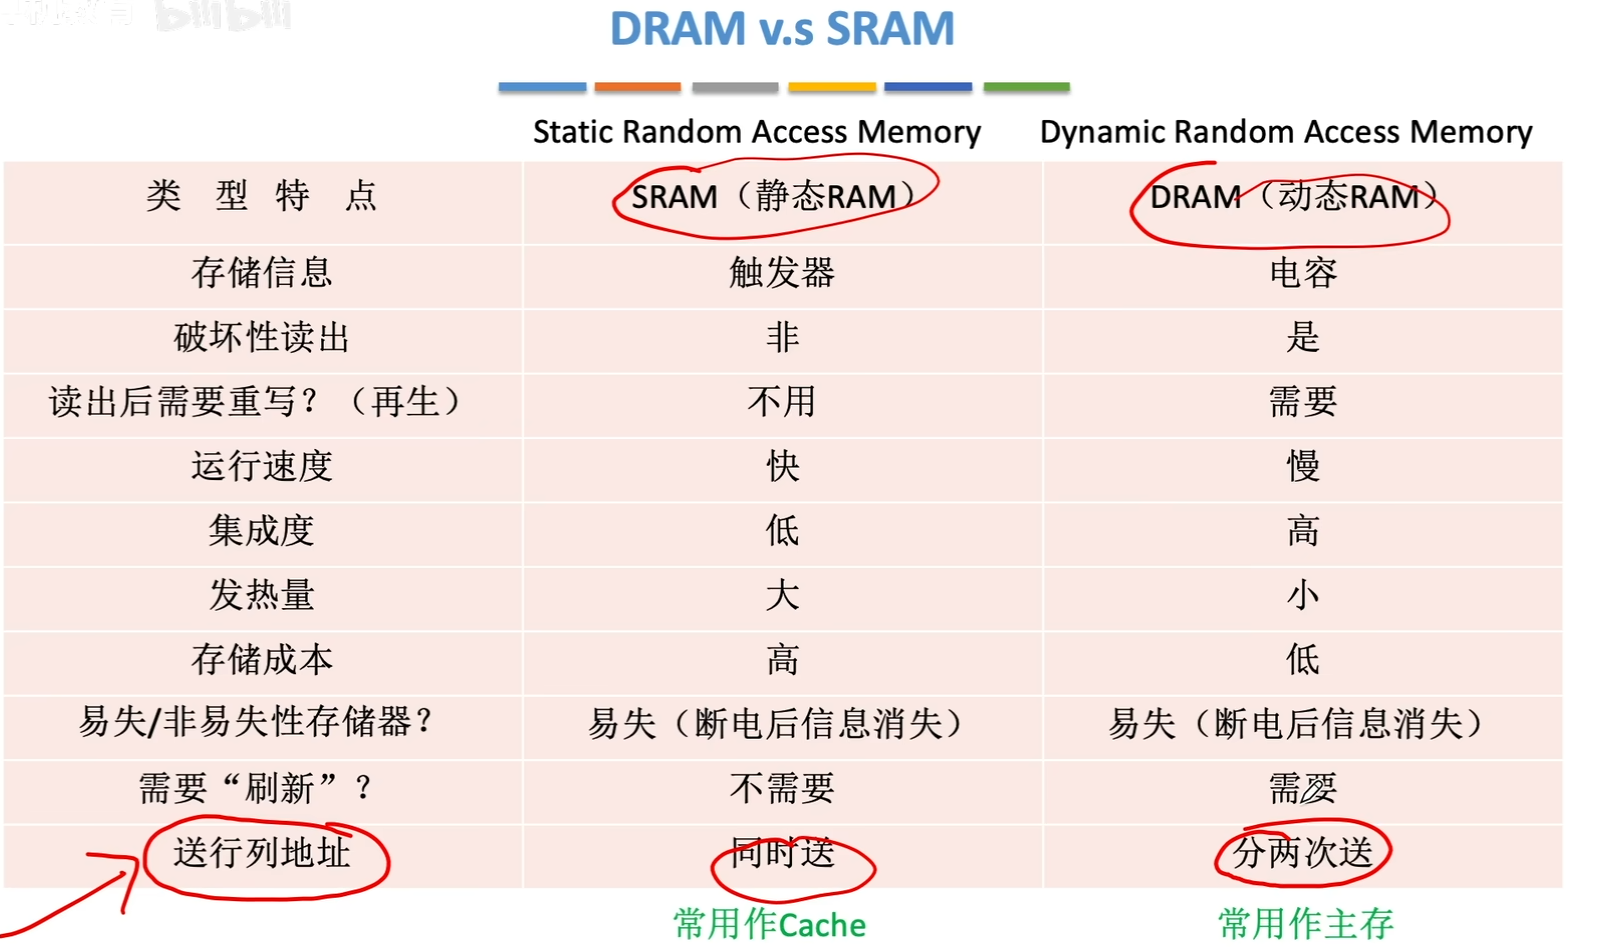 bilibili
DRAM v.s SRAM
Static Random Access Memory Dynamic Random Access Memory
类 型 特 点 SRAM（静态RAM） DRAM（动态RAM）
存储信息 触发器 电容
破坏性读出 非 是
读出后需要重写？（再生） 不用 需要
运行速度 快 慢
集成度 低 高
发热量 大 小
存储成本 高 低
易失/非易失性存储器？ 易失（断电后信息消失） 易失（断电后信息消失）
需要“刷新”？ 不需要 需要
送行列地址 同时送 分两次送
常用作Cache 常用作主存